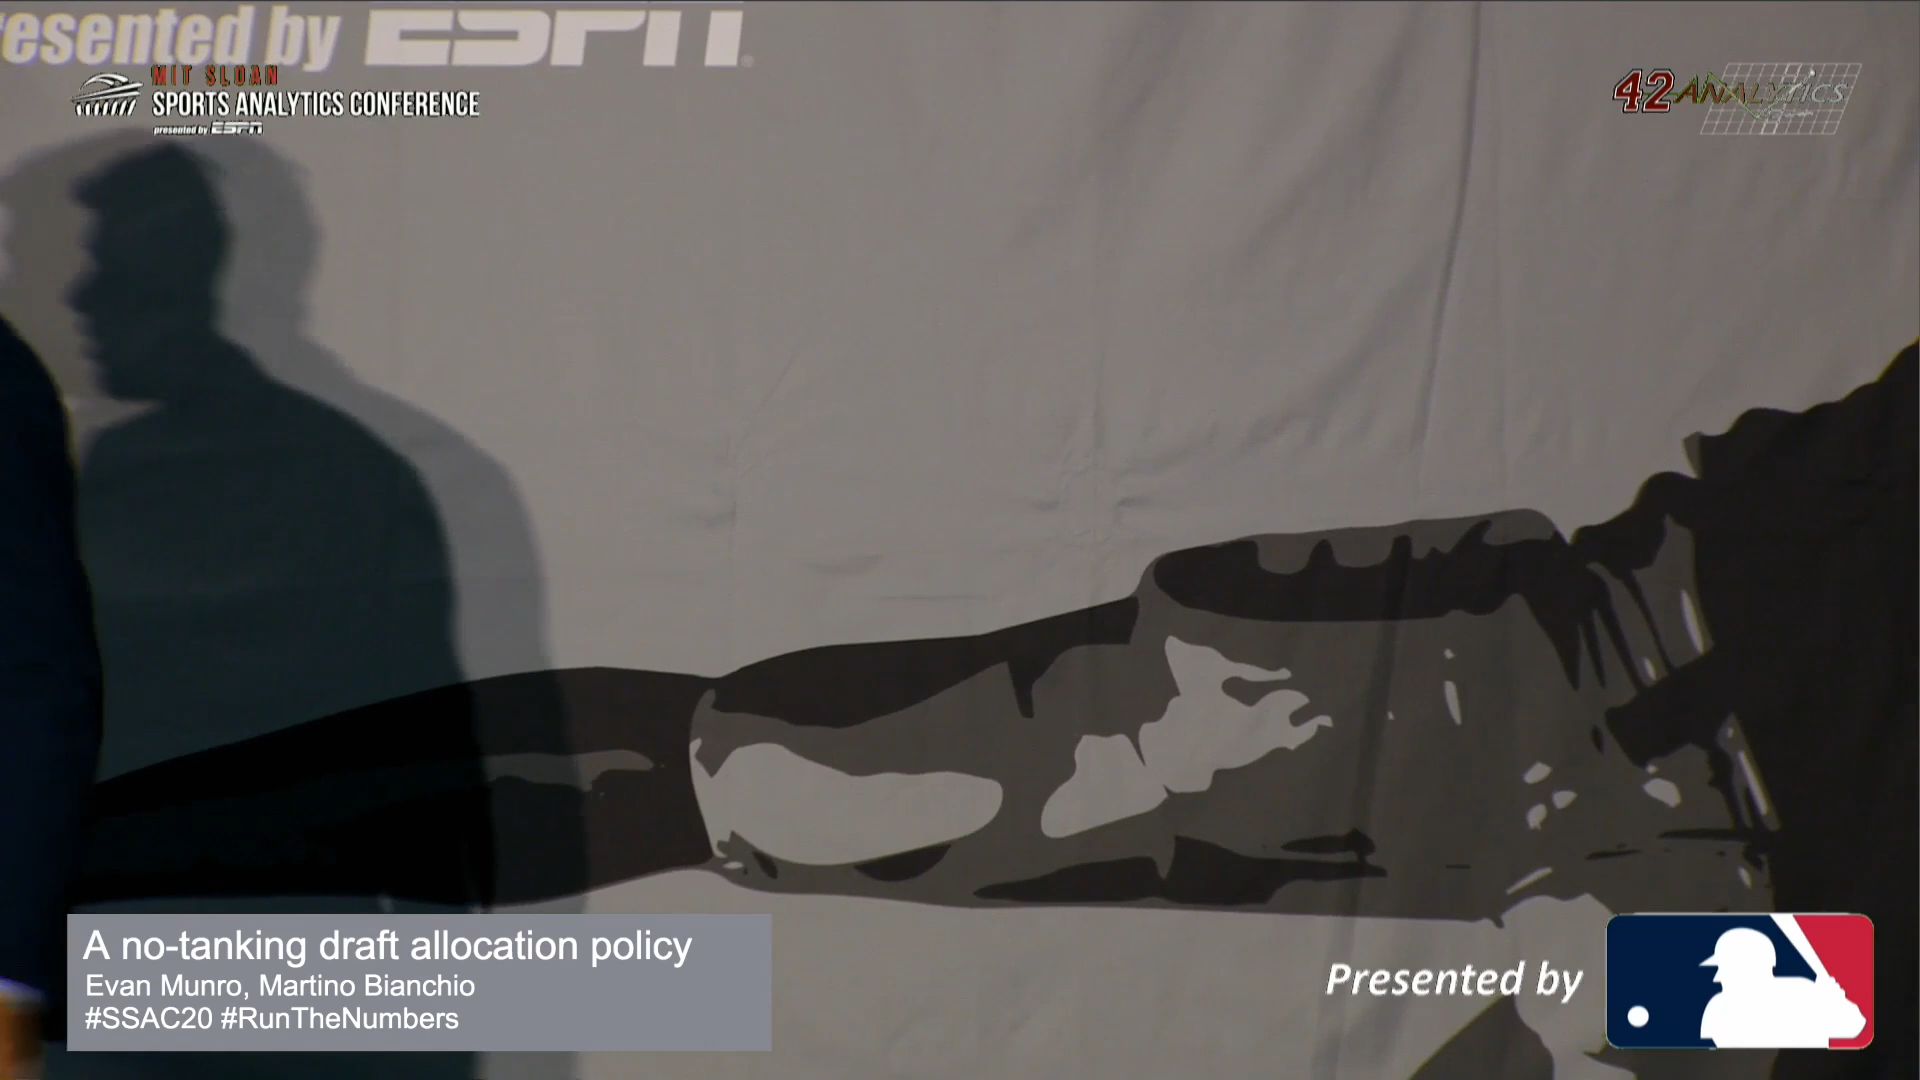 resented by ESPN
MIT SLOAN
SPORTS ANALYTICS CONFERENCE
presented by ESPN
42 ANALYTICS
A no-tanking draft allocation policy
Evan Munro, Martino Bianchio
#SSAC20 #RunTheNumbers
Presented by